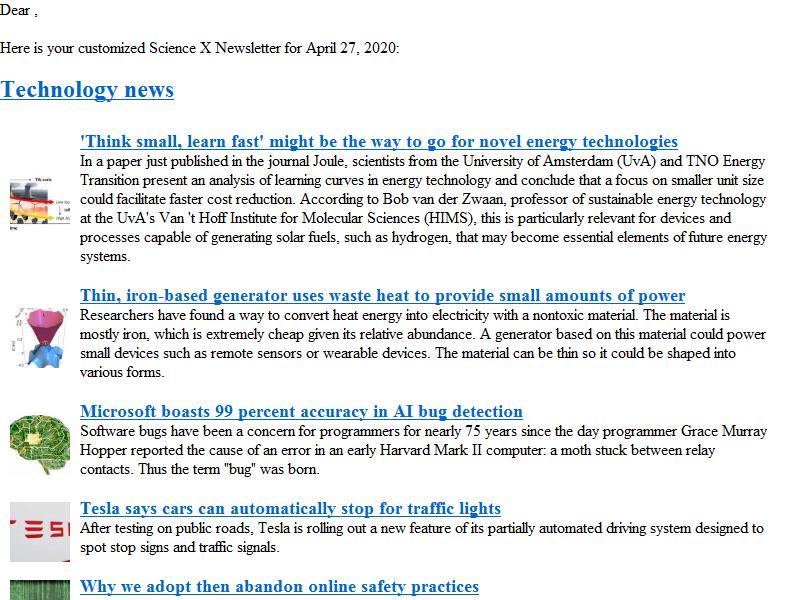 Dear ,
Here is your customized Science X Newsletter for April 27, 2020:
Technology news
'Think small, learn fast' might be the way to go for novel energy technologies
In a paper just published in the journal Joule, scientists from the University of Amsterdam (UvA) and TNO Energy
Transition present an analysis of learning curves in energy technology and conclude that a focus on smaller unit size
could facilitate faster cost reduction. According to Bob van der Zwaan, professor of sustainable energy technology
at the UvA's Van 't Hoff Institute for Molecular Sciences (HIMS), this is particularly relevant for devices and
processes capable of generating solar fuels, such as hydrogen, that may become essential elements of future energy
systems.
Thin, iron-based generator uses waste heat to provide small amounts of power
Researchers have found a way to convert heat energy into electricity with a nontoxic material. The material is
mostly iron, which is extremely cheap given its relative abundance. A generator based on this material could power
small devices such as remote sensors or wearable devices. The material can be thin so it could be shaped into
various forms.
Microsoft boasts 99 percent accuracy in AI bug detection
Software bugs have been a concern for programmers for nearly 75 years since the day programmer Grace Murray
Hopper reported the cause of an error in an early Harvard Mark II computer: a moth stuck between relay
contacts. Thus the term "bug" was born.
Tesla says cars can automatically stop for traffic lights
After testing on public roads, Tesla is rolling out a new feature of its partially automated driving system designed to
spot stop signs and traffic signals.
Why we adopt then abandon online safety practices